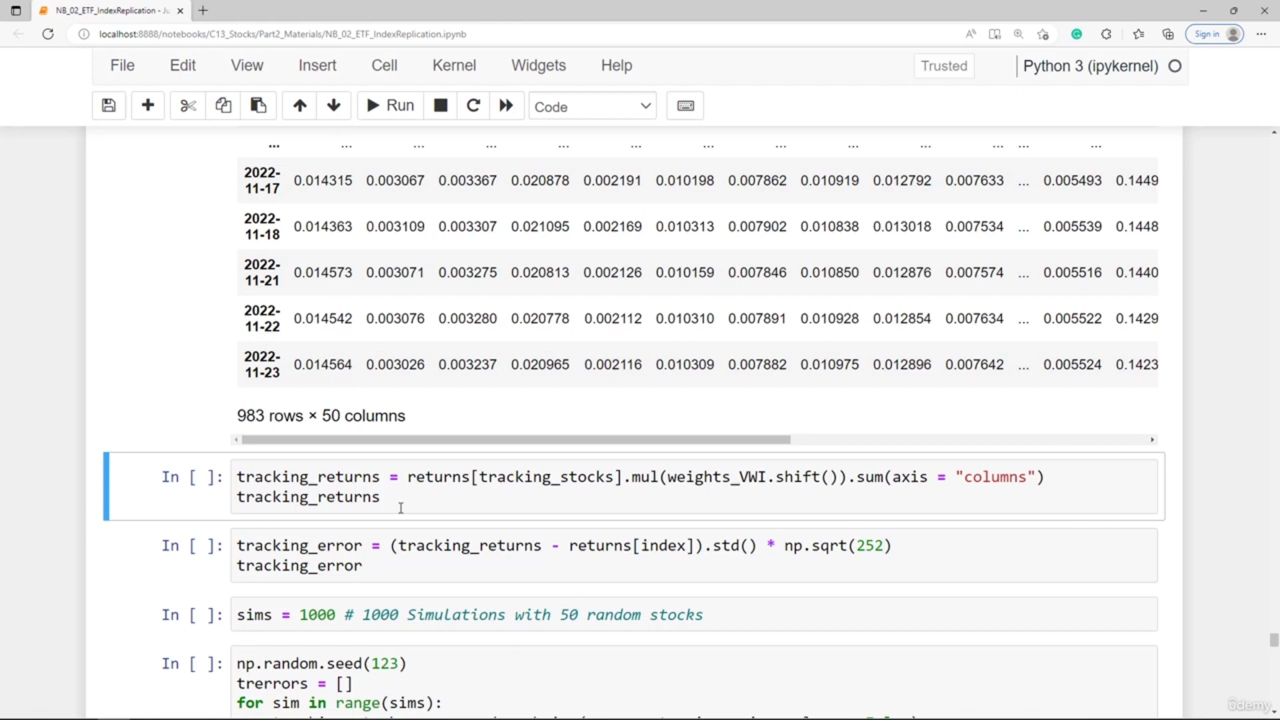 NB_02_ETF_IndexReplication - Ju
localhost:8888/notebooks/C13_Stocks/Part2_Materials/NB_02_ETF_IndexReplication.ipynb
Sign in
File Edit View Insert Cell Kernel Widgets Help
Trusted
Python 3 (ipykernel)
Run
Code
... ... ... ... ... ... ... ... ... ... ... ...
2022-
11-17 0.014315 0.003067 0.003367 0.020878 0.002191 0.010198 0.007862 0.010919 0.012792 0.007633 ... 0.005493 0.1449
2022-
11-18 0.014363 0.003109 0.003307 0.021095 0.002169 0.010313 0.007902 0.010838 0.013018 0.007534 ... 0.005539 0.1448
2022-
11-21 0.014573 0.003071 0.003275 0.020813 0.002126 0.010159 0.007846 0.010850 0.012876 0.007574 ... 0.005516 0.1440
2022-
11-22 0.014542 0.003076 0.003280 0.020778 0.002112 0.010310 0.007891 0.010928 0.012854 0.007634 ... 0.005522 0.1429
2022-
11-23 0.014564 0.003026 0.003237 0.020965 0.002116 0.010309 0.007882 0.010975 0.012896 0.007642 ... 0.005524 0.1423
983 rows × 50 columns
In [ ]: tracking_returns = returns[tracking_stocks].mul(weights_VWI.shift()).sum(axis = "columns")
tracking_returns
In [ ]: tracking_error = (tracking_returns - returns[index]).std() * np.sqrt(252)
tracking_error
In [ ]: sims = 1000 # 1000 Simulations with 50 random stocks
In [ ]: np.random.seed(123)
trerrors = []
for sim in range(sims):
ûdemy